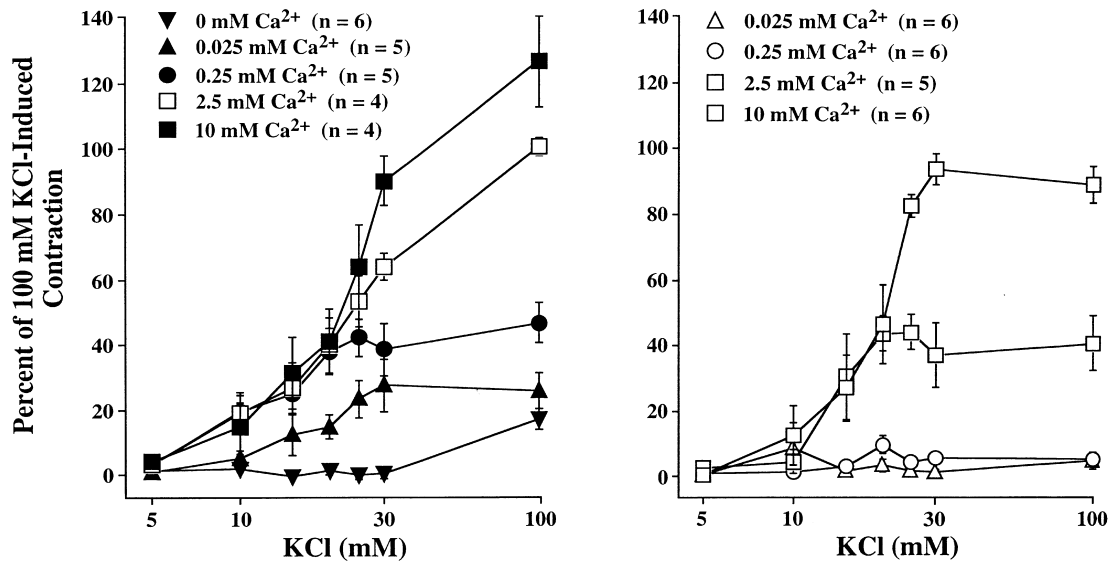 Percent of 100 mM KCl-Induced
Contraction
140
120
100
80
60
40
20
0
0 mM Ca2+ (n = 6)
0.025 mM Ca2+ (n = 5)
0.25 mM Ca2+ (n = 5)
2.5 mM Ca2+ (n = 4)
10 mM Ca2+ (n = 4)
5 10 30 100
KCl (mM)
140
120
100
80
60
40
20
0
0.025 mM Ca2+ (n = 6)
0.25 mM Ca2+ (n = 6)
2.5 mM Ca2+ (n = 5)
10 mM Ca2+ (n = 6)
5 10 30 100
KCl (mM)